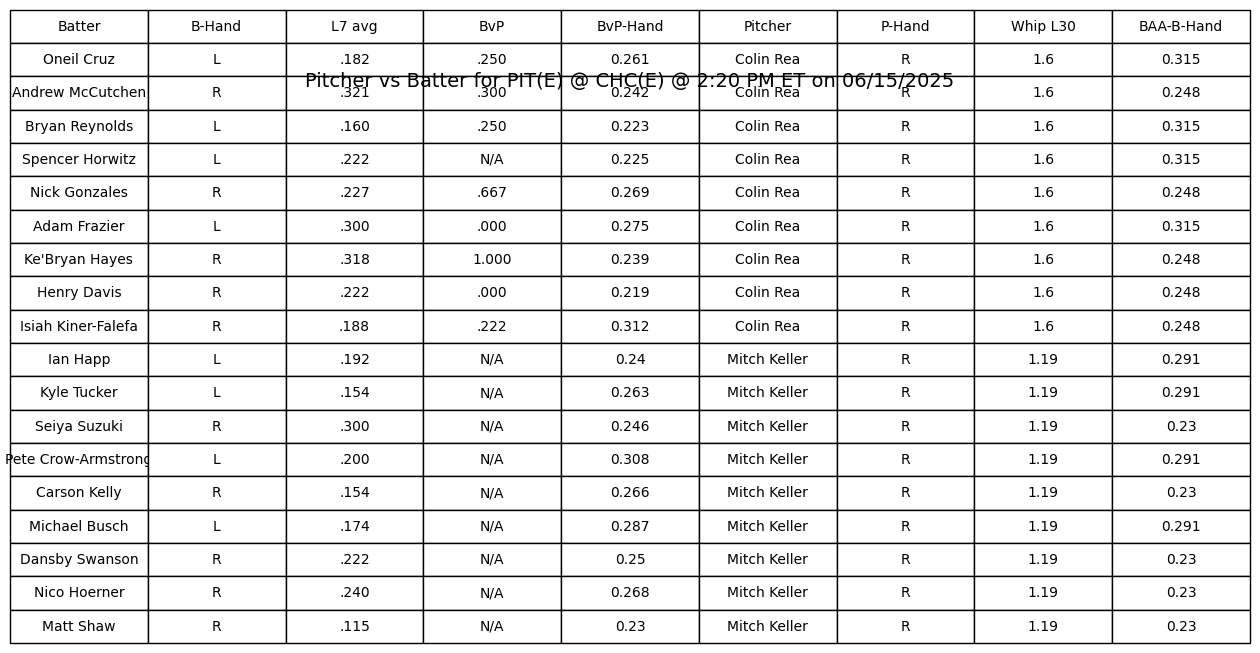 Batter B-Hand L7 avg BvP BvP-Hand Pitcher P-Hand Whip L30 BAA-B-Hand
Oneil Cruz L .182 .250 0.261 Colin Rea R 1.6 0.315
Pitcher vs Batter for PIT(E) @ CHC(E) @ 2:20 PM ET on 06/15/2025
Andrew McCutchen R .321 .300 0.242 Colin Rea R 1.6 0.248
Bryan Reynolds L .160 .250 0.223 Colin Rea R 1.6 0.315
Spencer Horwitz L .222 N/A 0.225 Colin Rea R 1.6 0.315
Nick Gonzales R .227 .667 0.269 Colin Rea R 1.6 0.248
Adam Frazier L .300 .000 0.275 Colin Rea R 1.6 0.315
Ke'Bryan Hayes R .318 1.000 0.239 Colin Rea R 1.6 0.248
Henry Davis R .222 .000 0.219 Colin Rea R 1.6 0.248
Isiah Kiner-Falefa R .188 .222 0.312 Colin Rea R 1.6 0.248
Ian Happ L .192 N/A 0.24 Mitch Keller R 1.19 0.291
Kyle Tucker L .154 N/A 0.263 Mitch Keller R 1.19 0.291
Seiya Suzuki R .300 N/A 0.246 Mitch Keller R 1.19 0.23
Pete Crow-Armstrong L .200 N/A 0.308 Mitch Keller R 1.19 0.291
Carson Kelly R .154 N/A 0.266 Mitch Keller R 1.19 0.23
Michael Busch L .174 N/A 0.287 Mitch Keller R 1.19 0.291
Dansby Swanson R .222 N/A 0.25 Mitch Keller R 1.19 0.23
Nico Hoerner R .240 N/A 0.268 Mitch Keller R 1.19 0.23
Matt Shaw R .115 N/A 0.23 Mitch Keller R 1.19 0.23